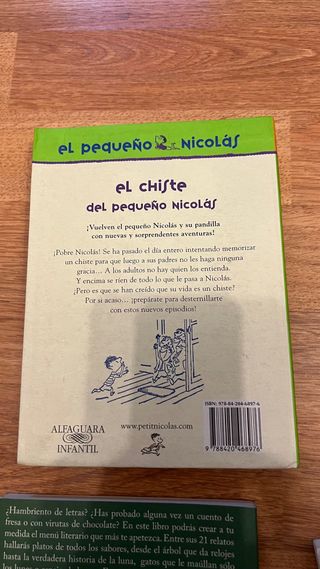 el pequeño Nicolás
el chiste
del pequeño Nicolás
¡Vuelven el pequeño Nicolás y su pandilla
con nuevas y sorprendentes aventuras!
¡Pobre Nicolás! Se ha pasado el día entero intentando memorizar
un chiste para que luego a sus padres no les haga ninguna
gracia... A los adultos no hay quien los entienda.
Y encima se ríen de todo lo que le pasa a Nicolás.
¿Pero es que se han creído que su vida es un chiste?
Por si acaso... ¡prepárate para desternillarte
con estos nuevos episodios!
ALFAGUARA
INFANTIL
www.petitnicolas.com
ISBN: 978-84-204-6897-6
9 788420 468976
¿Hambriento de letras? ¿Has probado alguna vez un cuento de
fresa o con virutas de chocolate? En este libro podrás crear a tu
medida el menú literario que más te apetezca. Entre sus 21 relatos
hallarás platos de todos los sabores, desde el árbol que da relojes
hasta la verdadera historia de la luna, gatos que le maúllan sólo